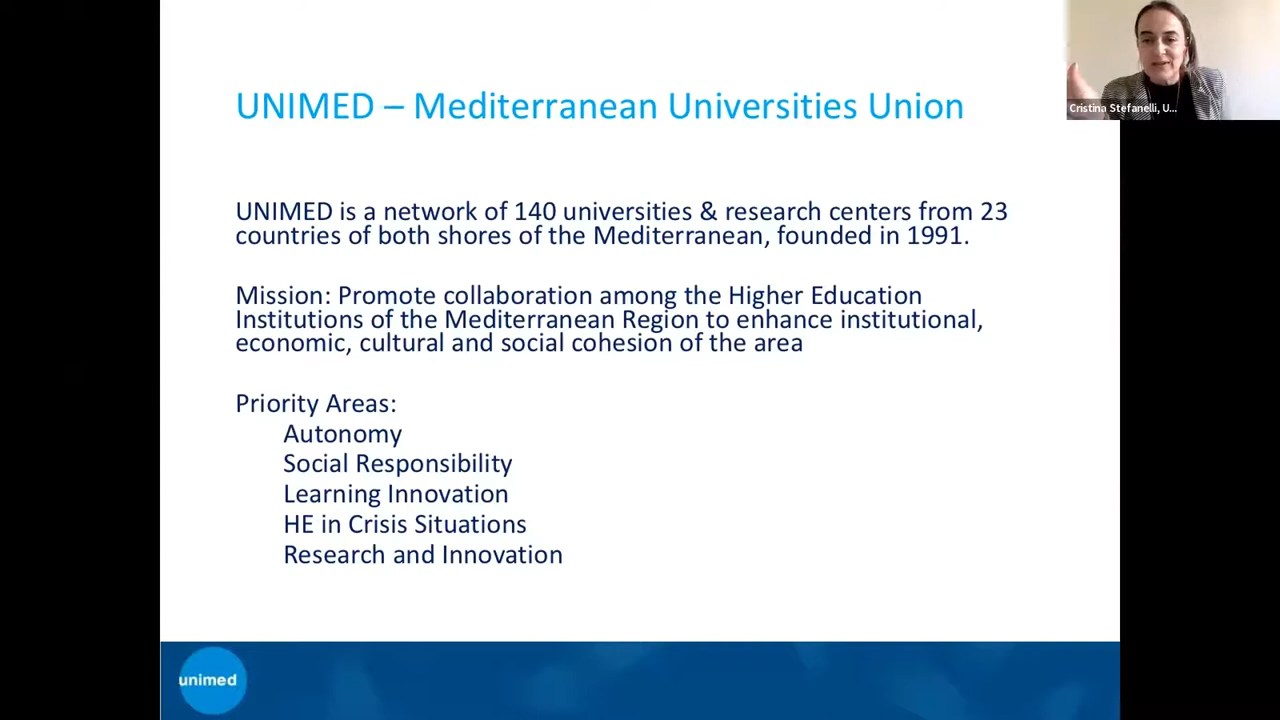 UNIMED – Mediterranean Universities Union
Cristina Stefanelli, U...
UNIMED is a network of 140 universities & research centers from 23
countries of both shores of the Mediterranean, founded in 1991.
Mission: Promote collaboration among the Higher Education
Institutions of the Mediterranean Region to enhance institutional,
economic, cultural and social cohesion of the area
Priority Areas:
Autonomy
Social Responsibility
Learning Innovation
HE in Crisis Situations
Research and Innovation
unimed